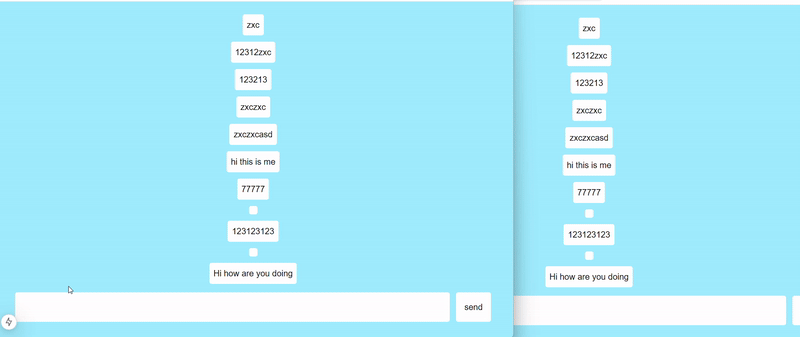 zxc
12312zxc
123213
zxczxc
zxczxcasd
hi this is me
77777
123123123
Hi how are you doing
send
zxc
12312zxc
123213
zxczxc
zxczxcasd
hi this is me
77777
123123123
Hi how are you doing